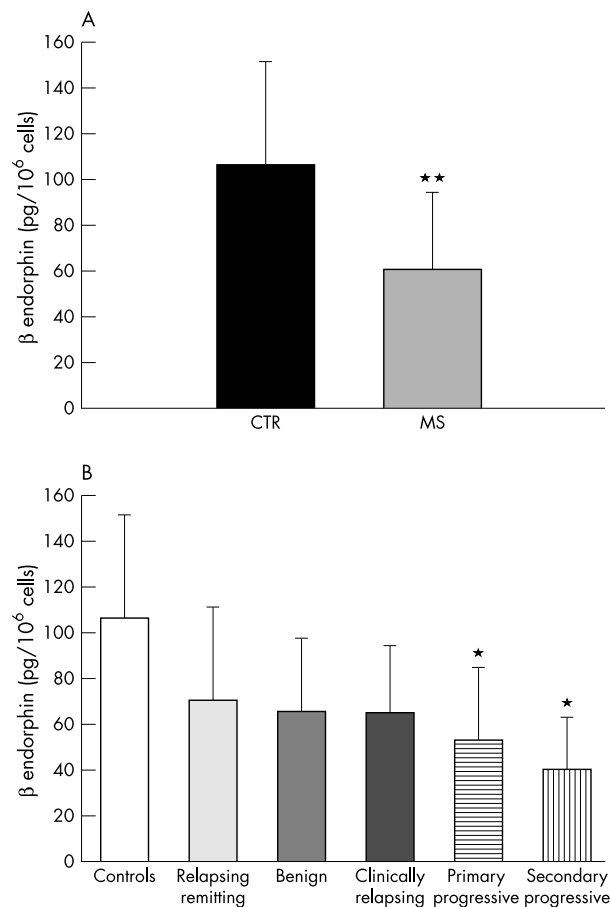 A
160
140
120
100
80
60
40
20
0
β endorphin (pg/10⁶ cells)
★★
CTR
MS
B
160
140
120
100
80
60
40
20
0
β endorphin (pg/10⁶ cells)
★
★
Controls
Relapsing
remitting
Benign
Clinically
relapsing
Primary
progressive
Secondary
progressive